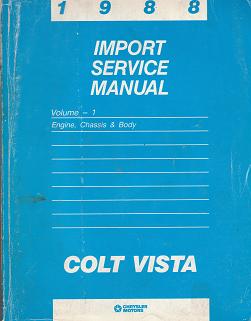 1 9 8 8
IMPORT
SERVICE
MANUAL
Volume – 1
Engine, Chassis & Body
COLT VISTA
CHRYSLER
MOTORS